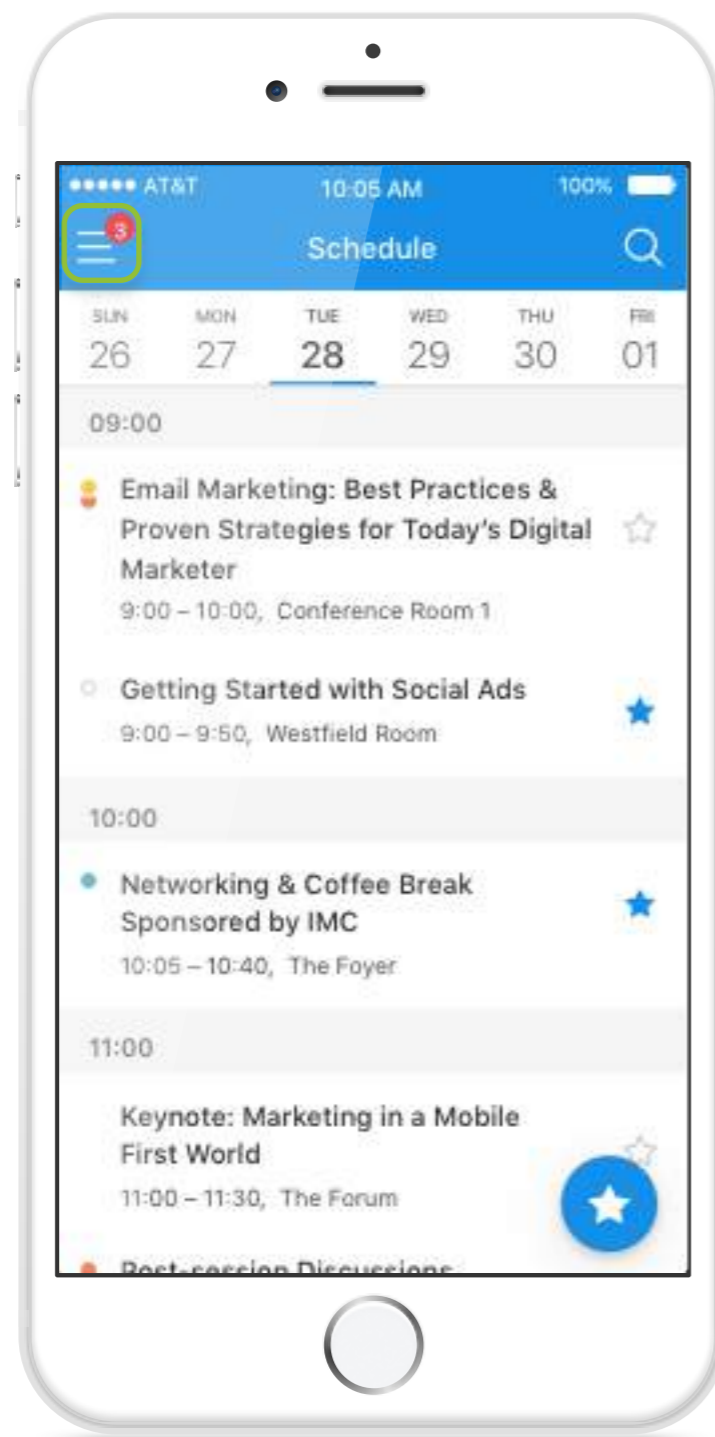 AT&T 10:05 AM 100%
3
Schedule
SUN MON TUE WED THU FRI
26 27 28 29 30 01
09:00
Email Marketing: Best Practices &
Proven Strategies for Today's Digital
Marketer
9:00 – 10:00, Conference Room 1
Getting Started with Social Ads
9:00 – 9:50, Westfield Room
10:00
Networking & Coffee Break
Sponsored by IMC
10:05 – 10:40, The Foyer
11:00
Keynote: Marketing in a Mobile
First World
11:00 – 11:30, The Forum
Post-session Discussions